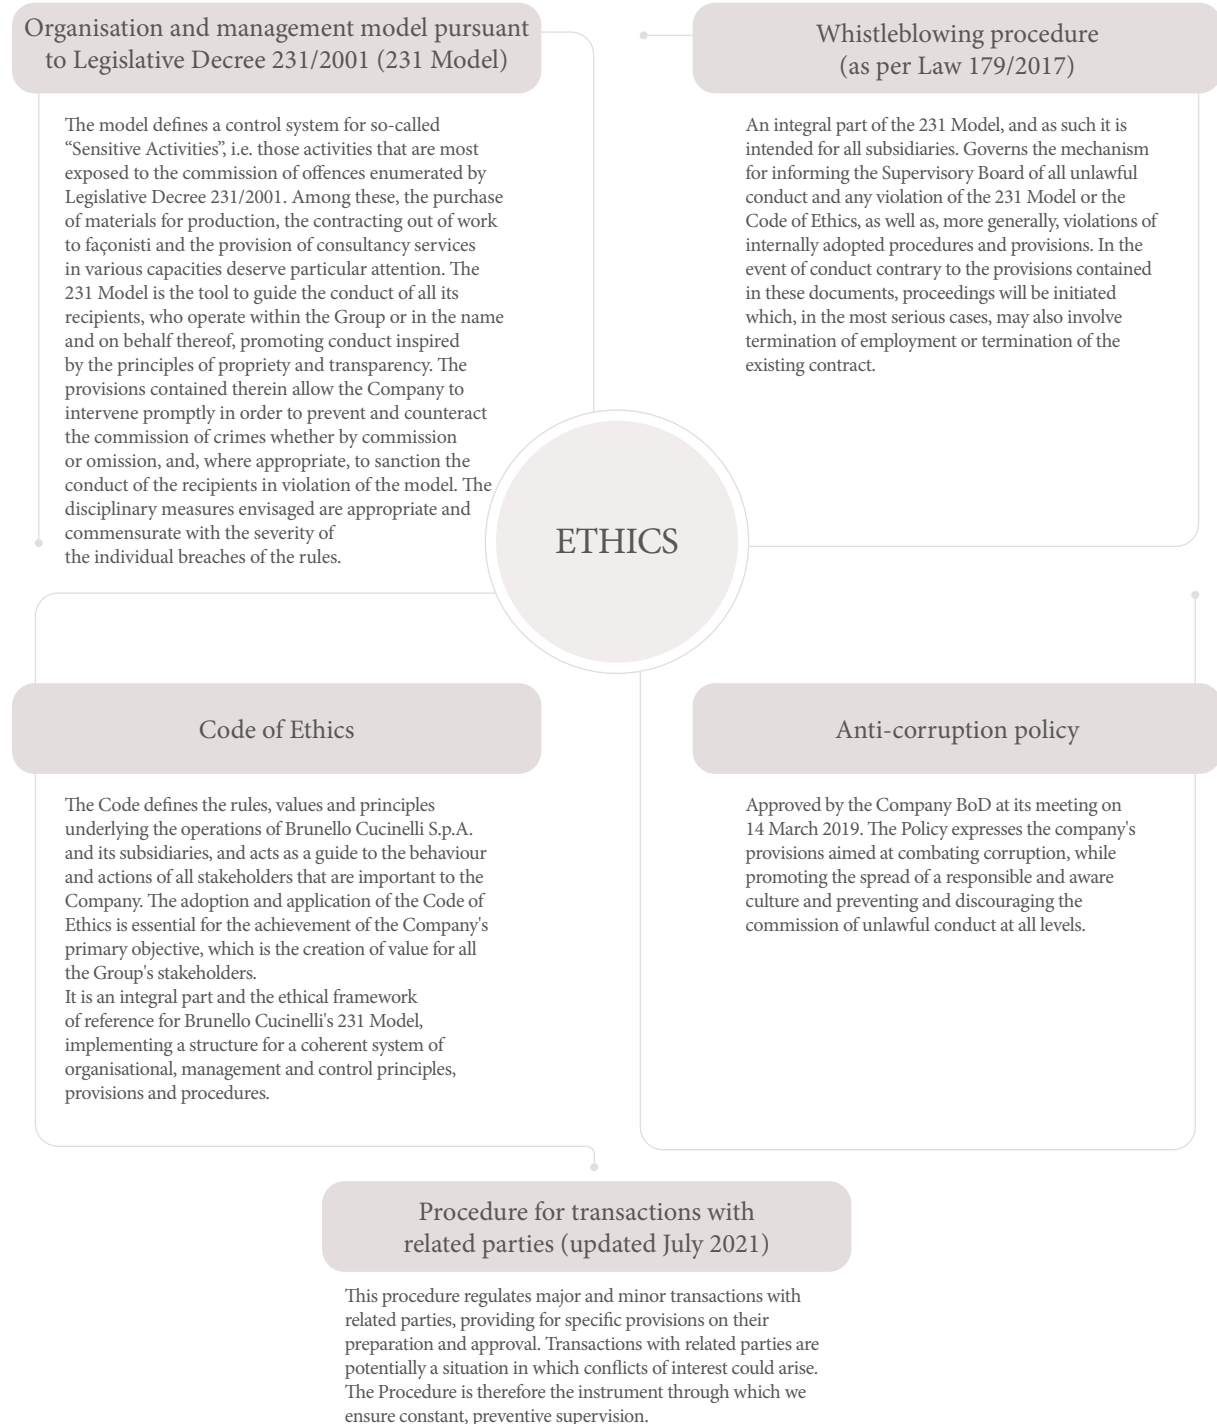 Organisation and management model pursuant
to Legislative Decree 231/2001 (231 Model)
The model defines a control system for so-called
“Sensitive Activities”, i.e. those activities that are most
exposed to the commission of offences enumerated by
Legislative Decree 231/2001. Among these, the purchase
of materials for production, the contracting out of work
to façonisti and the provision of consultancy services
in various capacities deserve particular attention. The
231 Model is the tool to guide the conduct of all its
recipients, who operate within the Group or in the name
and on behalf thereof, promoting conduct inspired
by the principles of propriety and transparency. The
provisions contained therein allow the Company to
intervene promptly in order to prevent and counteract
the commission of crimes whether by commission
or omission, and, where appropriate, to sanction the
conduct of the recipients in violation of the model. The
disciplinary measures envisaged are appropriate and
commensurate with the severity of
the individual breaches of the rules.
Whistleblowing procedure
(as per Law 179/2017)
An integral part of the 231 Model, and as such it is
intended for all subsidiaries. Governs the mechanism
for informing the Supervisory Board of all unlawful
conduct and any violation of the 231 Model or the
Code of Ethics, as well as, more generally, violations of
internally adopted procedures and provisions. In the
event of conduct contrary to the provisions contained
in these documents, proceedings will be initiated
which, in the most serious cases, may also involve
termination of employment or termination of the
existing contract.
ETHICS
Code of Ethics
The Code defines the rules, values and principles
underlying the operations of Brunello Cucinelli S.p.A.
and its subsidiaries, and acts as a guide to the behaviour
and actions of all stakeholders that are important to the
Company. The adoption and application of the Code of
Ethics is essential for the achievement of the Company's
primary objective, which is the creation of value for all
the Group's stakeholders.
It is an integral part and the ethical framework
of reference for Brunello Cucinelli's 231 Model,
implementing a structure for a coherent system of
organisational, management and control principles,
provisions and procedures.
Anti-corruption policy
Approved by the Company BoD at its meeting on
14 March 2019. The Policy expresses the company's
provisions aimed at combating corruption, while
promoting the spread of a responsible and aware
culture and preventing and discouraging the
commission of unlawful conduct at all levels.
Procedure for transactions with
related parties (updated July 2021)
This procedure regulates major and minor transactions with
related parties, providing for specific provisions on their
preparation and approval. Transactions with related parties are
potentially a situation in which conflicts of interest could arise.
The Procedure is therefore the instrument through which we
ensure constant, preventive supervision.